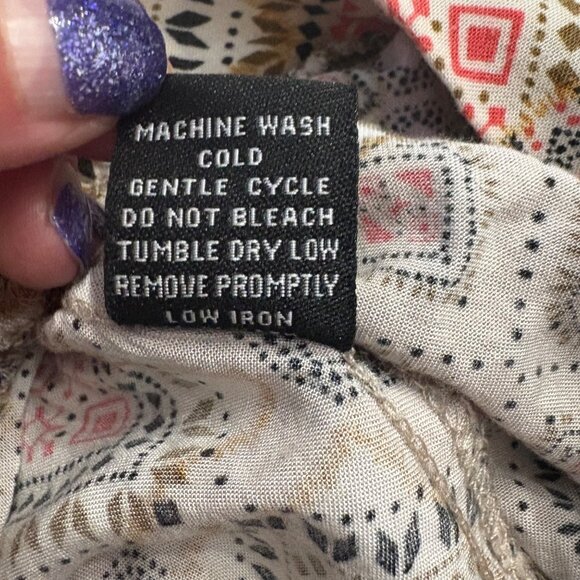 MACHINE WASH
COLD
GENTLE CYCLE
DO NOT BLEACH
TUMBLE DRY LOW
REMOVE PROMPTLY
LOW IRON